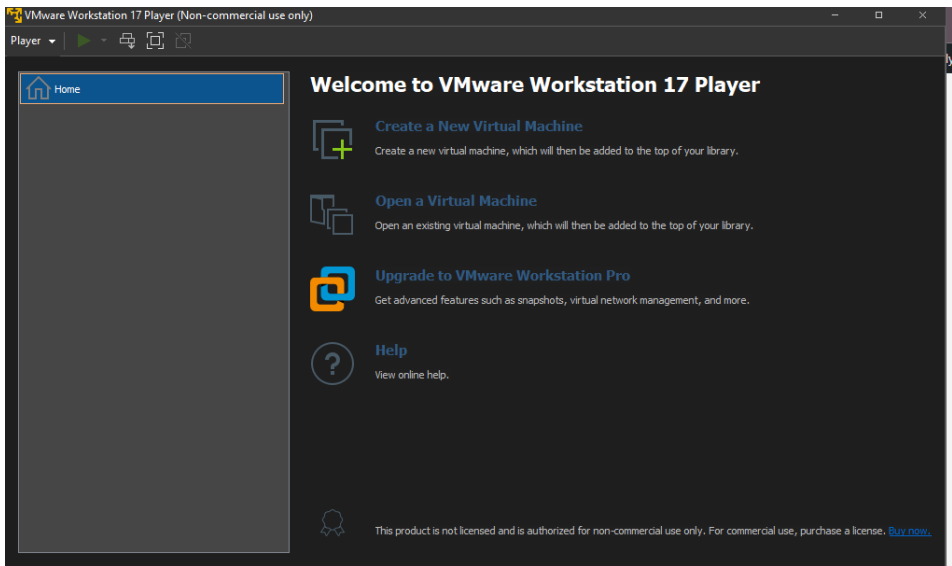 VMware Workstation 17 Player (Non-commercial use only)
Player
Home
Welcome to VMware Workstation 17 Player
Create a New Virtual Machine
Create a new virtual machine, which will then be added to the top of your library.
Open a Virtual Machine
Open an existing virtual machine, which will then be added to the top of your library.
Upgrade to VMware Workstation Pro
Get advanced features such as snapshots, virtual network management, and more.
Help
View online help.
This product is not licensed and is authorized for non-commercial use only. For commercial use, purchase a license. Buy now.